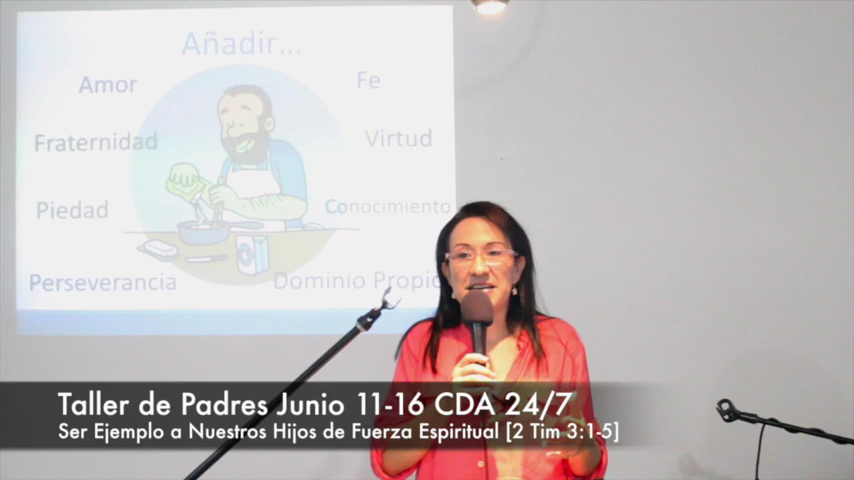 Añadir...
Amor
Fe
Fraternidad
Virtud
Piedad
Conocimienta
Perseverancia
Dominio Propio
Taller de Padres Junio 11-16 CDA 24/7
Ser Ejemplo a Nuestros Hijos de Fuerza Espiritual [2 Tim 3:1-5]